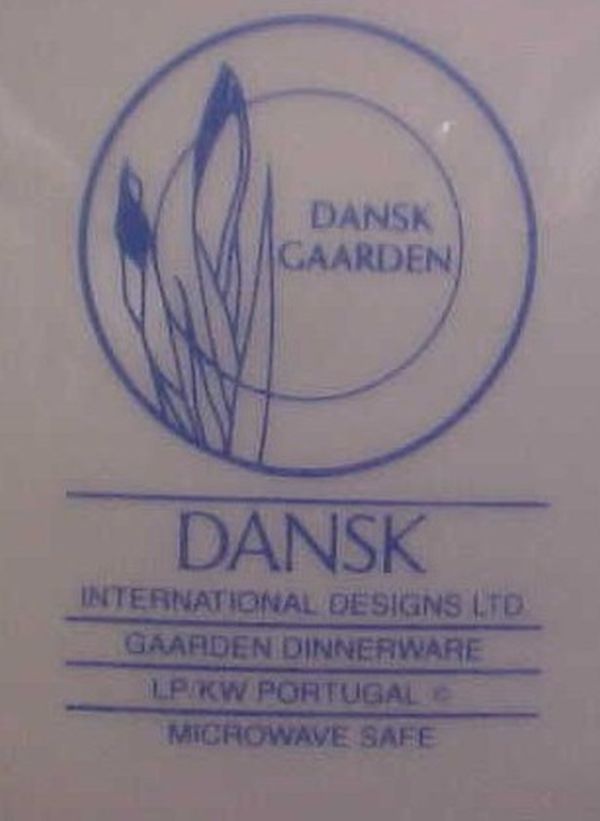 DANSK
GAARDEN
DANSK
INTERNATIONAL DESIGNS LTD
GAARDEN DINNERWARE
LP/KW PORTUGAL ©
MICROWAVE SAFE